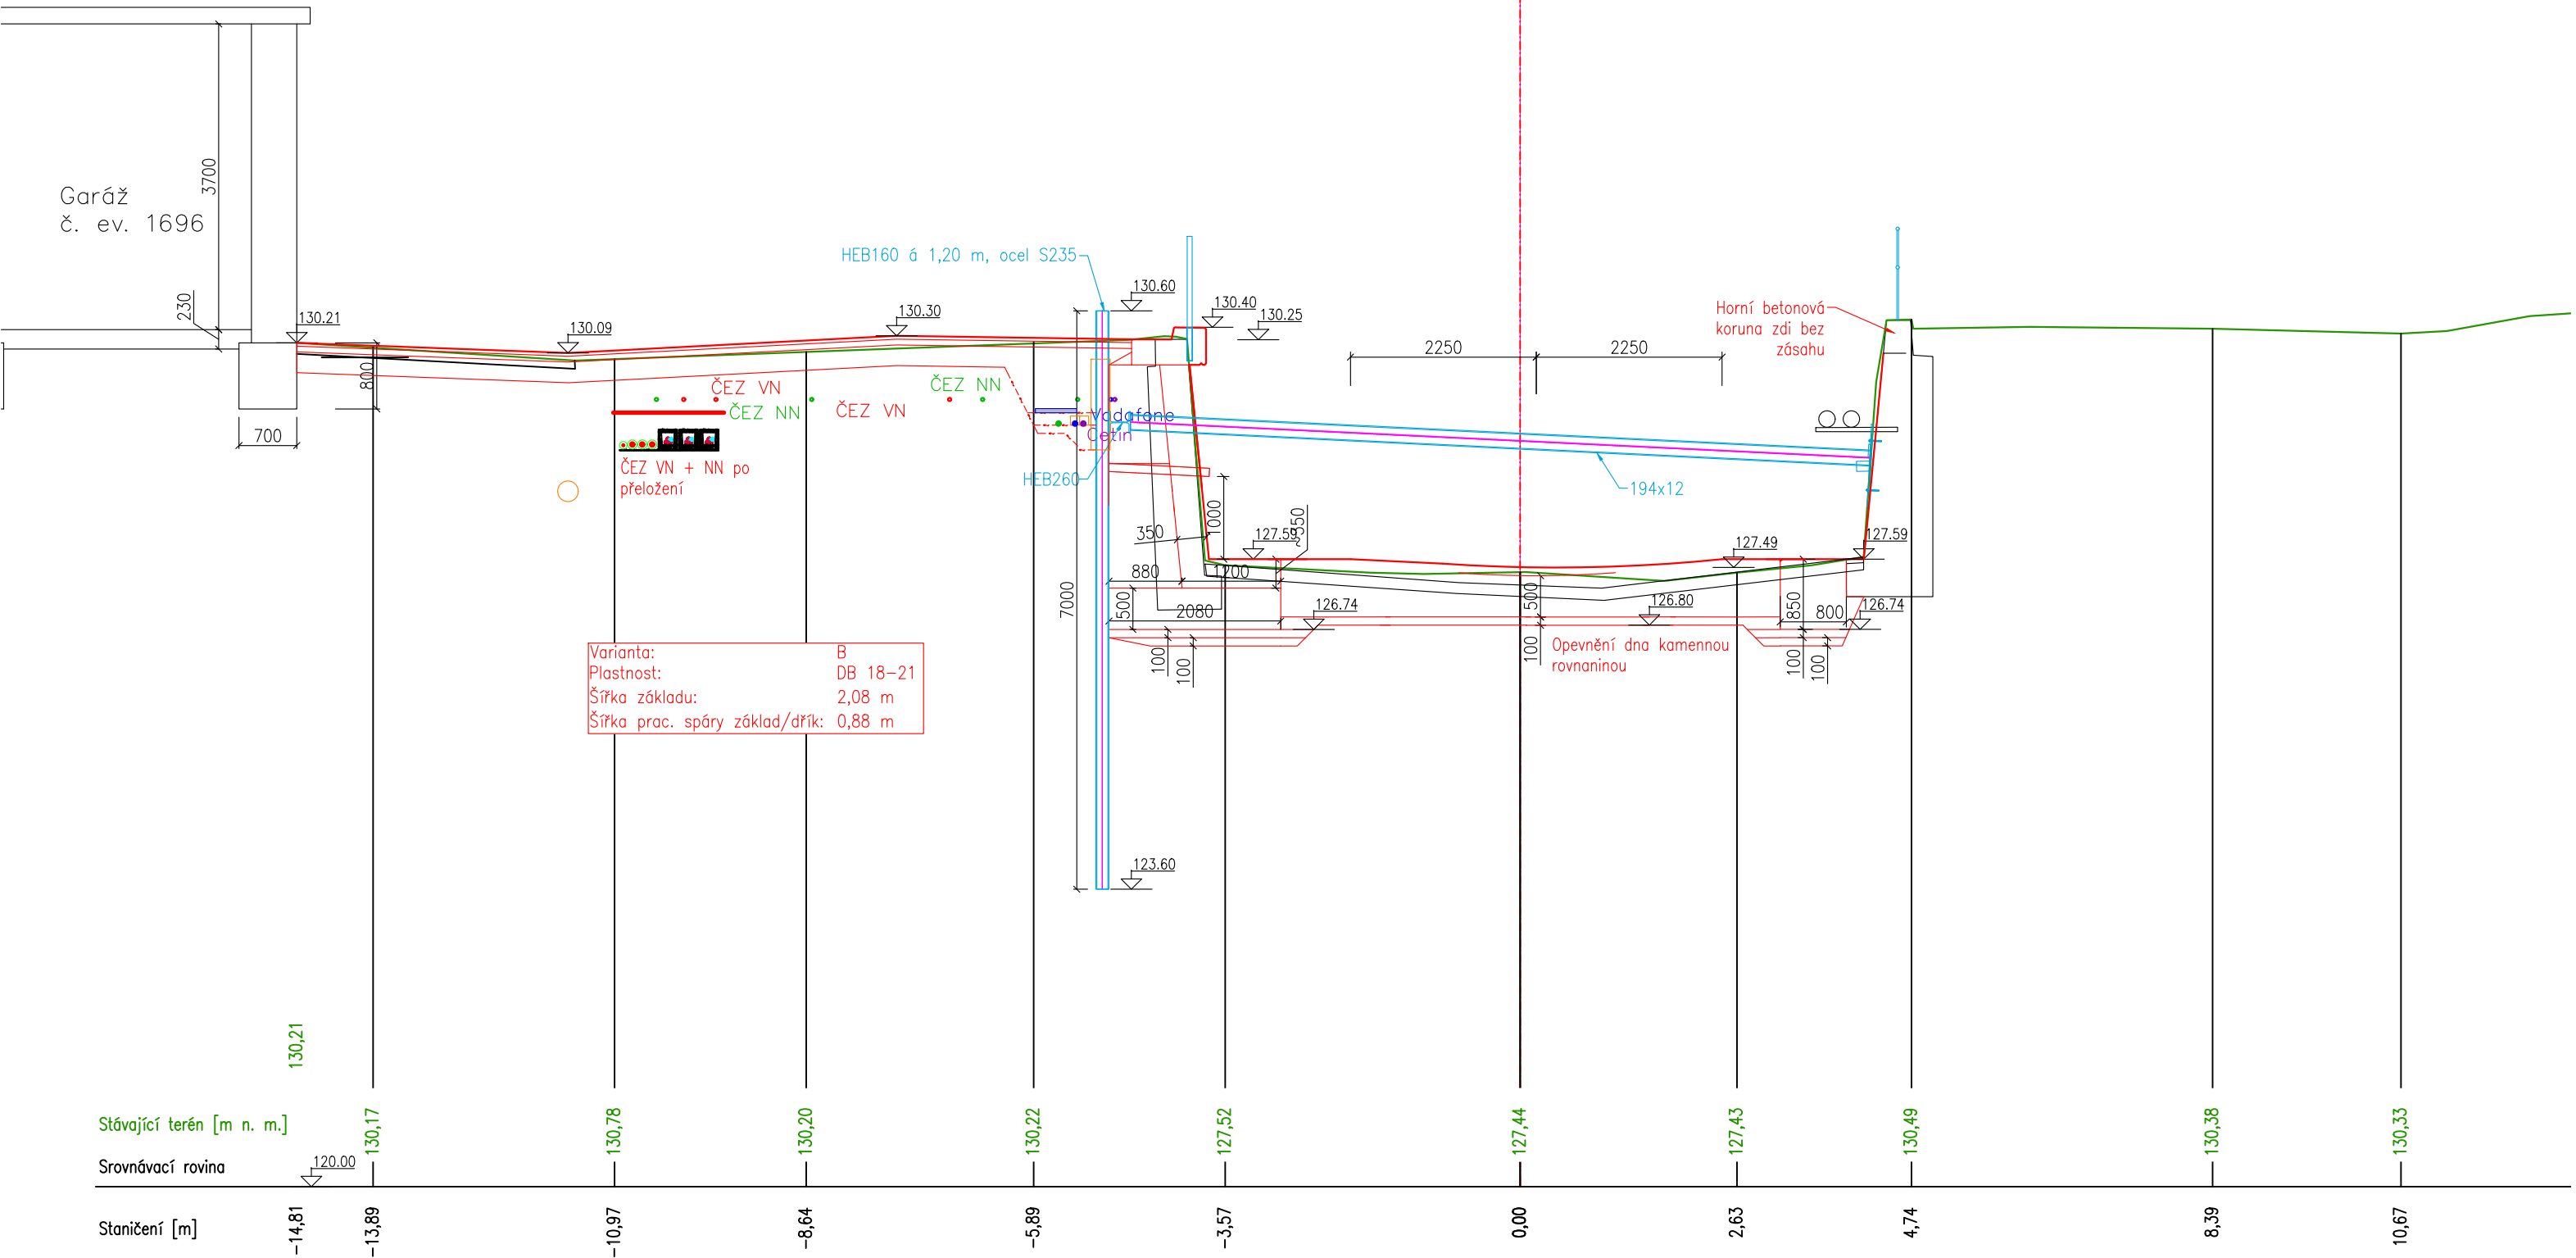 3700
Garáž
č. ev. 1696
230
HEB160 á 1,20 m, ocel S235
130.60
130.40
130.25
130.21
130.09
130.30
Horní betonová
koruna zdi bez
zásahu
2250
2250
800
700
ČEZ VN
ČEZ NN
ČEZ VN
ČEZ NN
Vodafone
Cetin
ČEZ VN + NN po
přeložení
HEB260
194x12
1000
350
127.59
~350
127.49
127.59
880
1200
7000
500
2080
126.74
500
126.80
850
800
126.74
100
100
100
Opevnění dna kamennou
rovnaninou
100
100
Varianta: B
Plastnost: DB 18-21
Šířka základu: 2,08 m
Šířka prac. spáry základ/dřík: 0,88 m
123.60
130,21
Stávající terén [m n. m.]
130,17
130,78
130,20
130,22
127,52
127,44
127,43
130,49
130,38
130,33
Srovnávací rovina
120.00
Staničení [m]
-14,81
-13,89
-10,97
-8,64
-5,89
-3,57
0,00
2,63
4,74
8,39
10,67